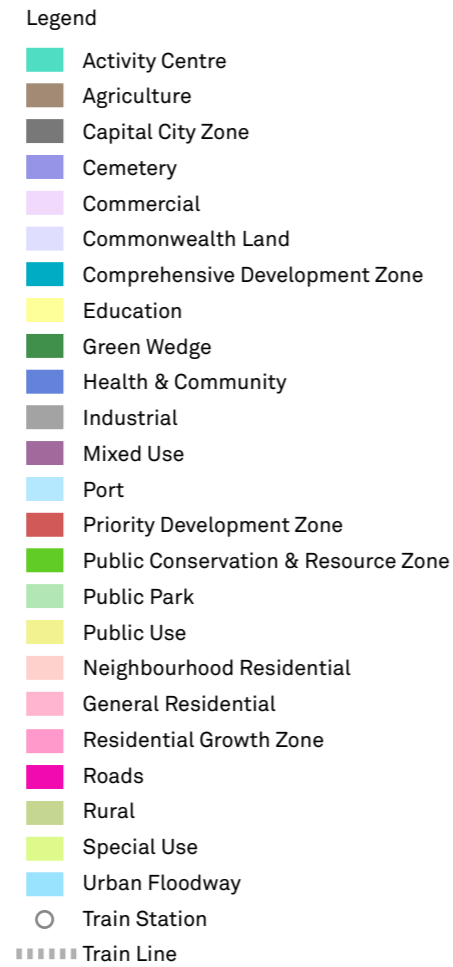 Legend
Activity Centre
Agriculture
Capital City Zone
Cemetery
Commercial
Commonwealth Land
Comprehensive Development Zone
Education
Green Wedge
Health & Community
Industrial
Mixed Use
Port
Priority Development Zone
Public Conservation & Resource Zone
Public Park
Public Use
Neighbourhood Residential
General Residential
Residential Growth Zone
Roads
Rural
Special Use
Urban Floodway
Train Station
Train Line